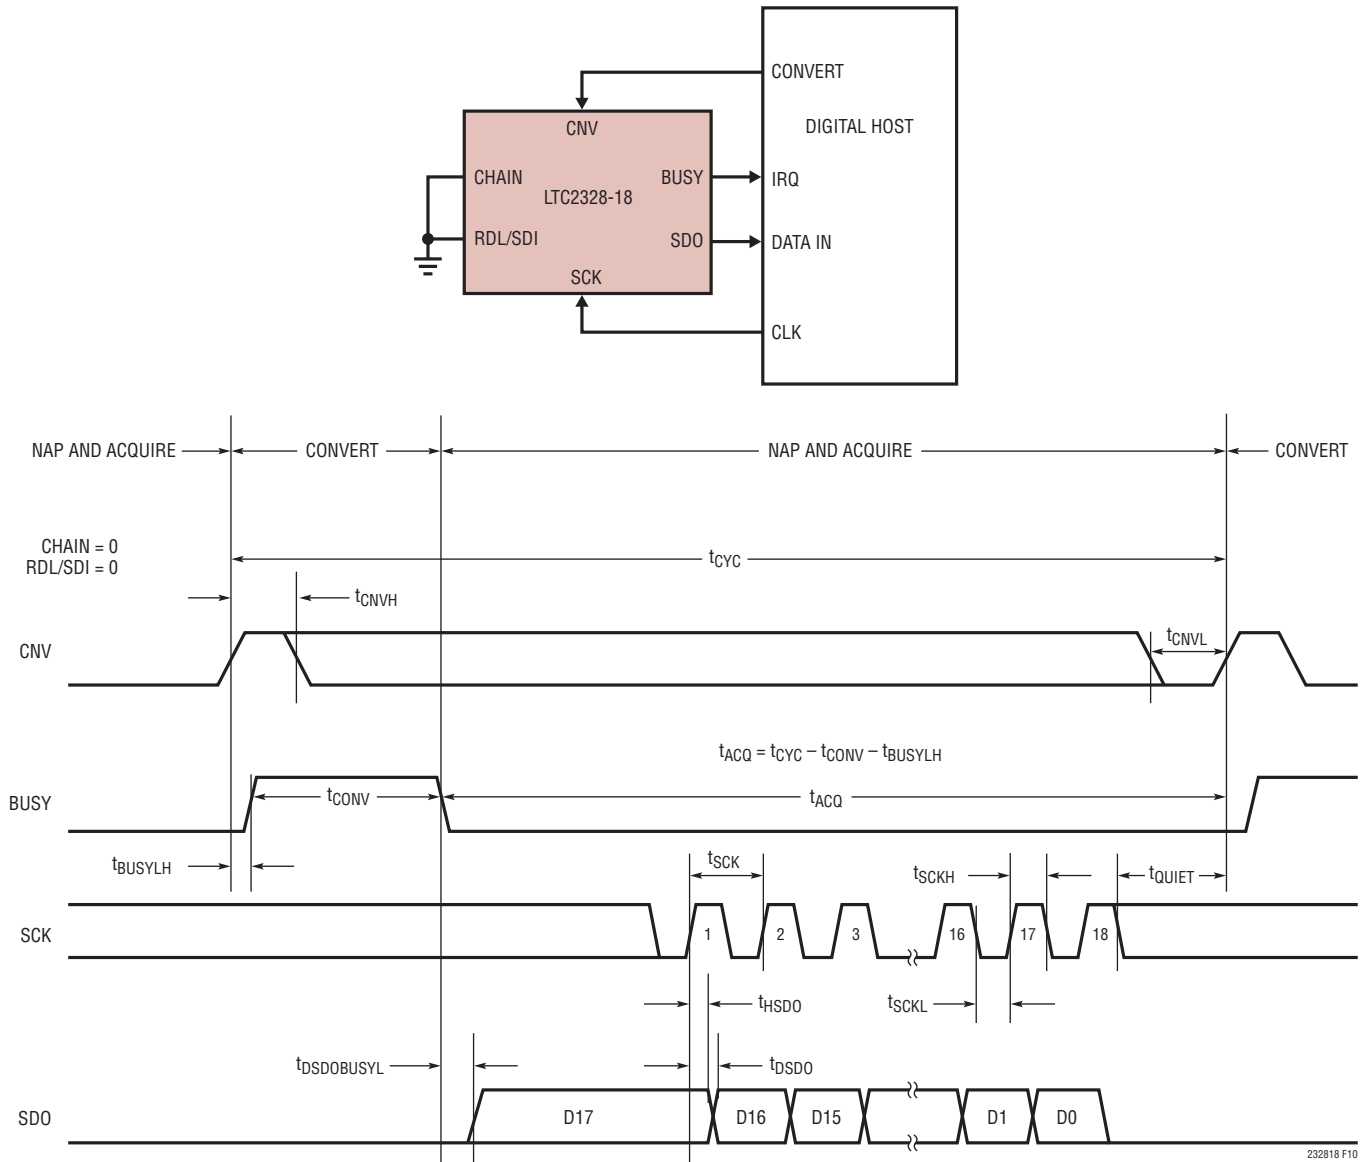 CONVERT
CNV
DIGITAL HOST
CHAIN
BUSY
IRQ
LTC2328-18
RDL/SDI
SDO
DATA IN
SCK
CLK
NAP AND ACQUIRE
CONVERT
NAP AND ACQUIRE
CONVERT
CHAIN = 0
RDL/SDI = 0
tCYC
tCNVH
CNV
tCNVL
tACQ = tCYC – tCONV – tBUSYLH
BUSY
tCONV
tACQ
tBUSYLH
tSCK
tSCKH
tQUIET
SCK
1
2
3
16
17
18
tHSDO
tSCKL
tDSDOBUSYL
tDSDO
SDO
D17
D16
D15
D1
D0
232818 F10